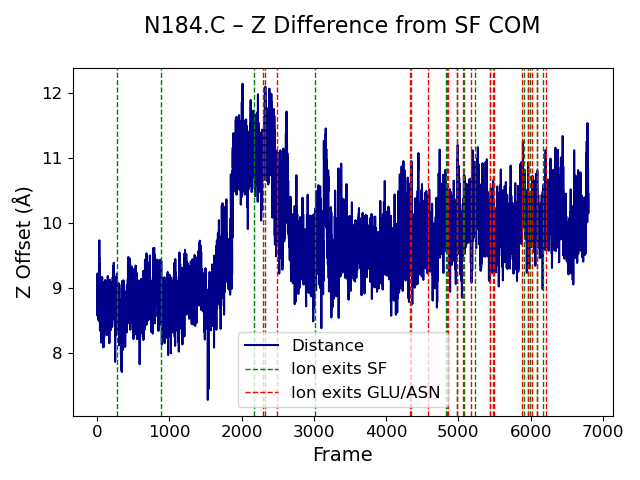 N184.C – Z Difference from SF COM
12
11
10
9
8
Z Offset (Å)
Distance
Ion exits SF
Ion exits GLU/ASN
0 1000 2000 3000 4000 5000 6000 7000
Frame